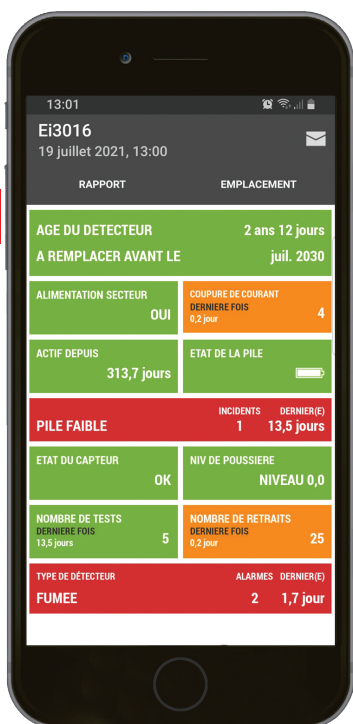 13:01
Ei3016
19 juillet 2021, 13:00
RAPPORT EMPLACEMENT
AGE DU DETECTEUR 2 ans 12 jours
A REMPLACER AVANT LE juil. 2030
ALIMENTATION SECTEUR
OUI
COUPURE DE COURANT
DERNIERE FOIS
0,2 jour 4
ACTIF DEPUIS
313,7 jours
ETAT DE LA PILE
INCIDENTS DERNIER(E)
PILE FAIBLE 1 13,5 jours
ETAT DU CAPTEUR
OK
NIV DE POUSSIERE
NIVEAU 0,0
NOMBRE DE TESTS
DERNIERE FOIS
13,5 jours 5
NOMBRE DE RETRAITS
DERNIERE FOIS
0,2 jour 25
TYPE DE DÉTECTEUR ALARMES DERNIER(E)
FUMEE 2 1,7 jour